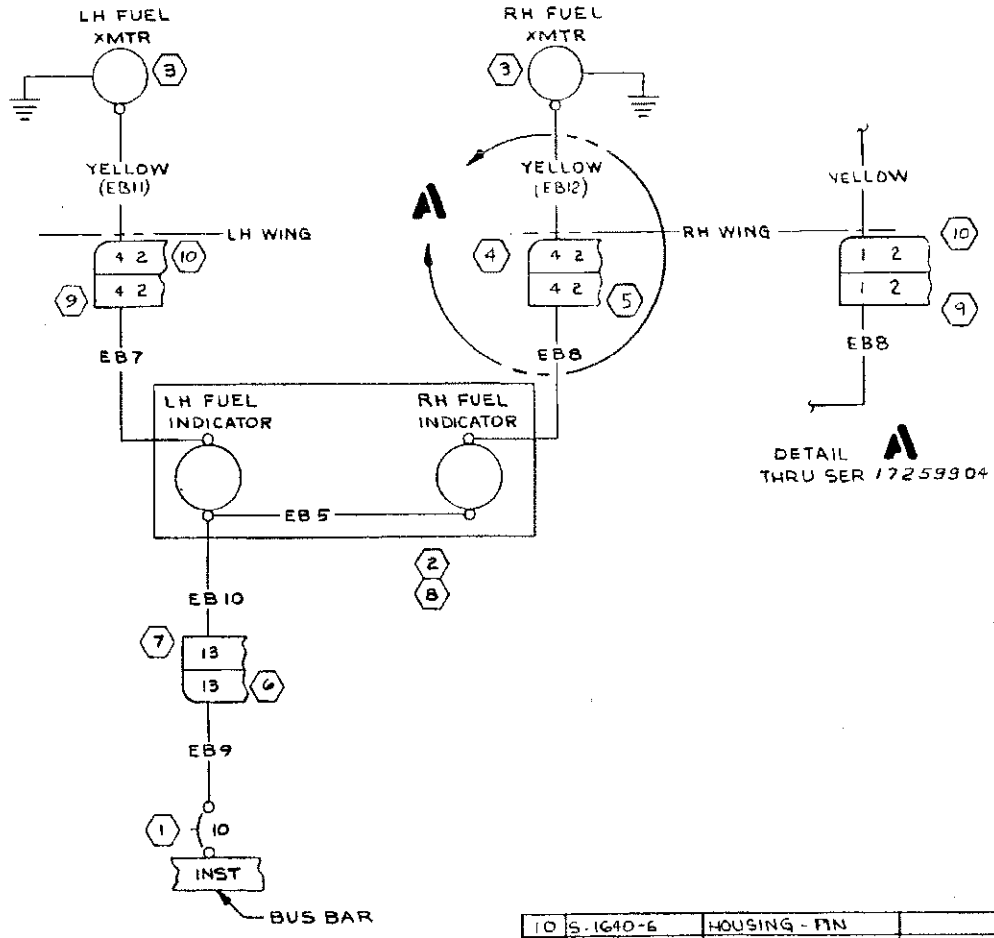 LH FUEL
XMTR
3
RH FUEL
XMTR
3
YELLOW
(EB11)
YELLOW
(EB12)
A
YELLOW
LH WING
RH WING
4 2
10
4 2
9
4
4 2
4 2
5
1 2
10
1 2
9
EB7
EB8
EB8
LH FUEL
INDICATOR
RH FUEL
INDICATOR
EB5
DETAIL A
THRU SER 17259904
2
8
EB10
7
13
13
6
EB9
1
10
INST
BUS BAR
10 S-1640-6 HOUSING - PIN